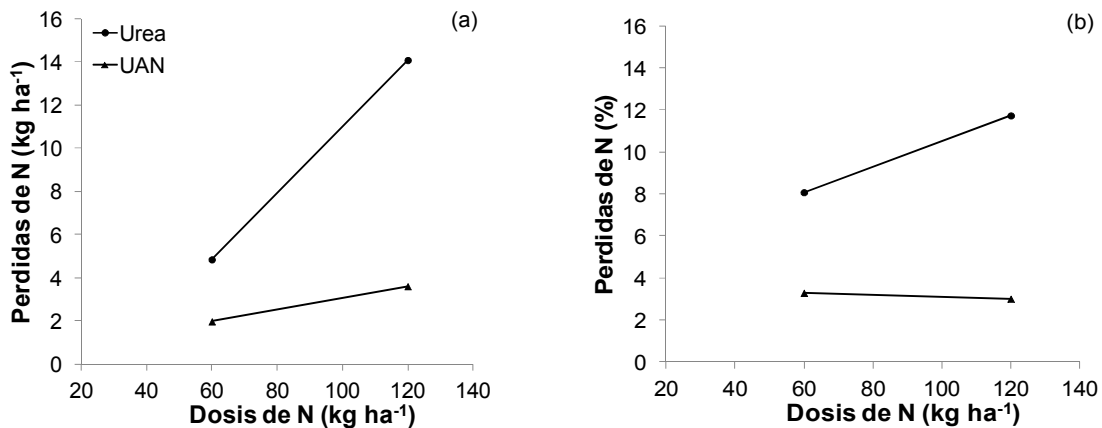 (a)
Urea
UAN
Perdidas de N (kg ha-1)
16
14
12
10
8
6
4
2
0
20 40 60 80 100 120 140
Dosis de N (kg ha-1)
(b)
Perdidas de N (%)
16
14
12
10
8
6
4
2
0
20 40 60 80 100 120 140
Dosis de N (kg ha-1)